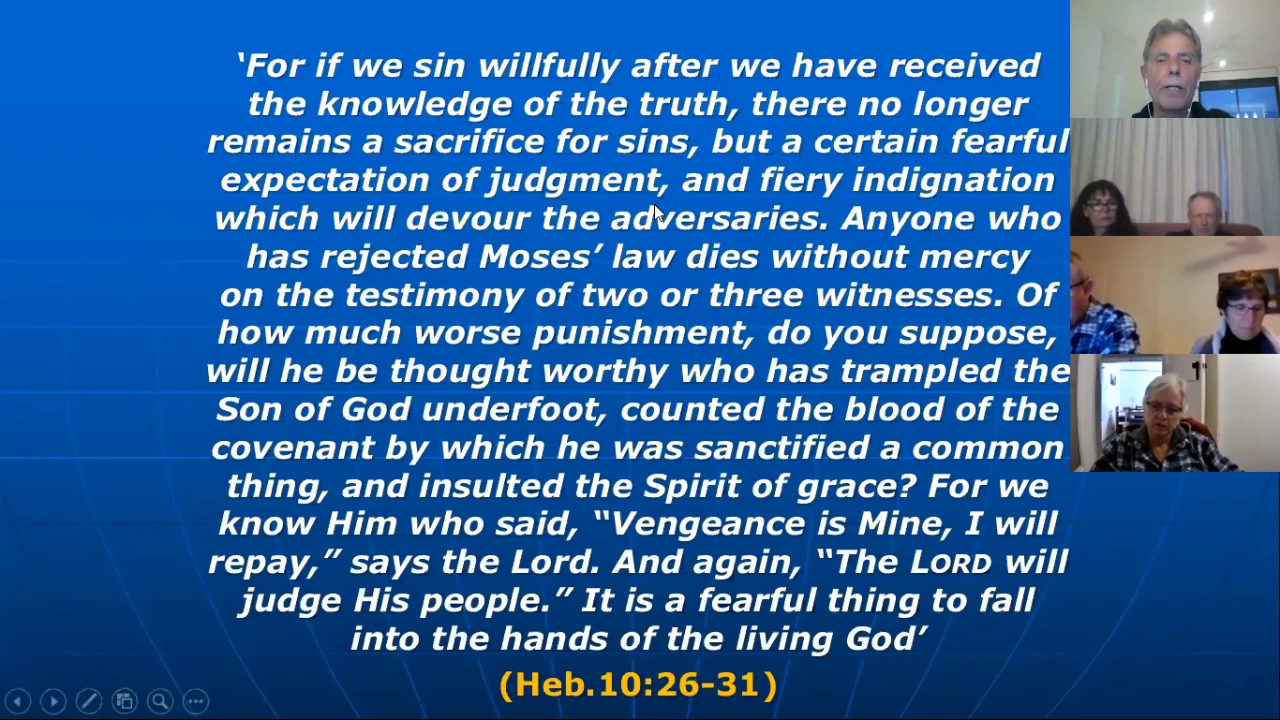 ‘For if we sin willfully after we have received
the knowledge of the truth, there no longer
remains a sacrifice for sins, but a certain fearful
expectation of judgment, and fiery indignation
which will devour the adversaries. Anyone who
has rejected Moses’ law dies without mercy
on the testimony of two or three witnesses. Of
how much worse punishment, do you suppose,
will he be thought worthy who has trampled the
Son of God underfoot, counted the blood of the
covenant by which he was sanctified a common
thing, and insulted the Spirit of grace? For we
know Him who said, “Vengeance is Mine, I will
repay,” says the Lord. And again, “The LORD will
judge His people.” It is a fearful thing to fall
into the hands of the living God’
(Heb.10:26-31)